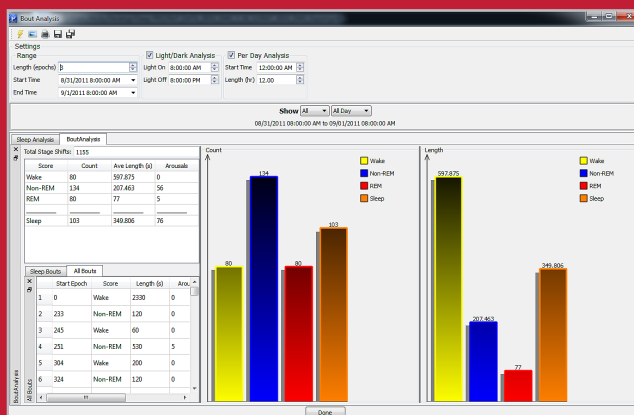 Bout Analysis
Settings
Range
Light/Dark Analysis
Per Day Analysis
Length (epochs) 3
Light On 8:00:00 AM
Start Time 12:00:00 AM
Start Time 8/31/2011 8:00:00 AM
Light Off 8:00:00 PM
Length (hr) 12.00
End Time 9/1/2011 8:00:00 AM
Show All All Day
08/31/2011 08:00:00 AM to 09/01/2011 08:00:00 AM
Sleep Analysis BoutAnalysis
Total Stage Shifts: 1155
Score Count Ave Length (s) Arousals
Wake 80 597.875 0
Non-REM 134 207.463 56
REM 80 77 5
Sleep 103 349.806 76
Sleep Bouts All Bouts
Start Epoch Score Length (s) Arou
1 0 Wake 2330 0
2 233 Non-REM 120 0
3 245 Wake 60 0
4 251 Non-REM 530 5
5 304 Wake 200 0
6 324 Non-REM 120 0
BoutAnalysis
All Bouts
Count
80
134
80
103
Wake
Non-REM
REM
Sleep
Length
597.875
207.463
77
349.806
Wake
Non-REM
REM
Sleep
Done